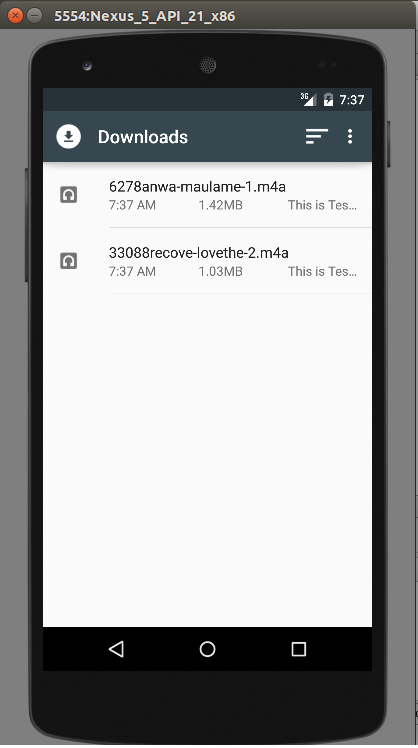 5554:Nexus_5_API_21_x86
3G 7:37
Downloads
6278anwa-maulame-1.m4a
7:37 AM 1.42MB This is Tes...
33088recove-lovethe-2.m4a
7:37 AM 1.03MB This is Tes...